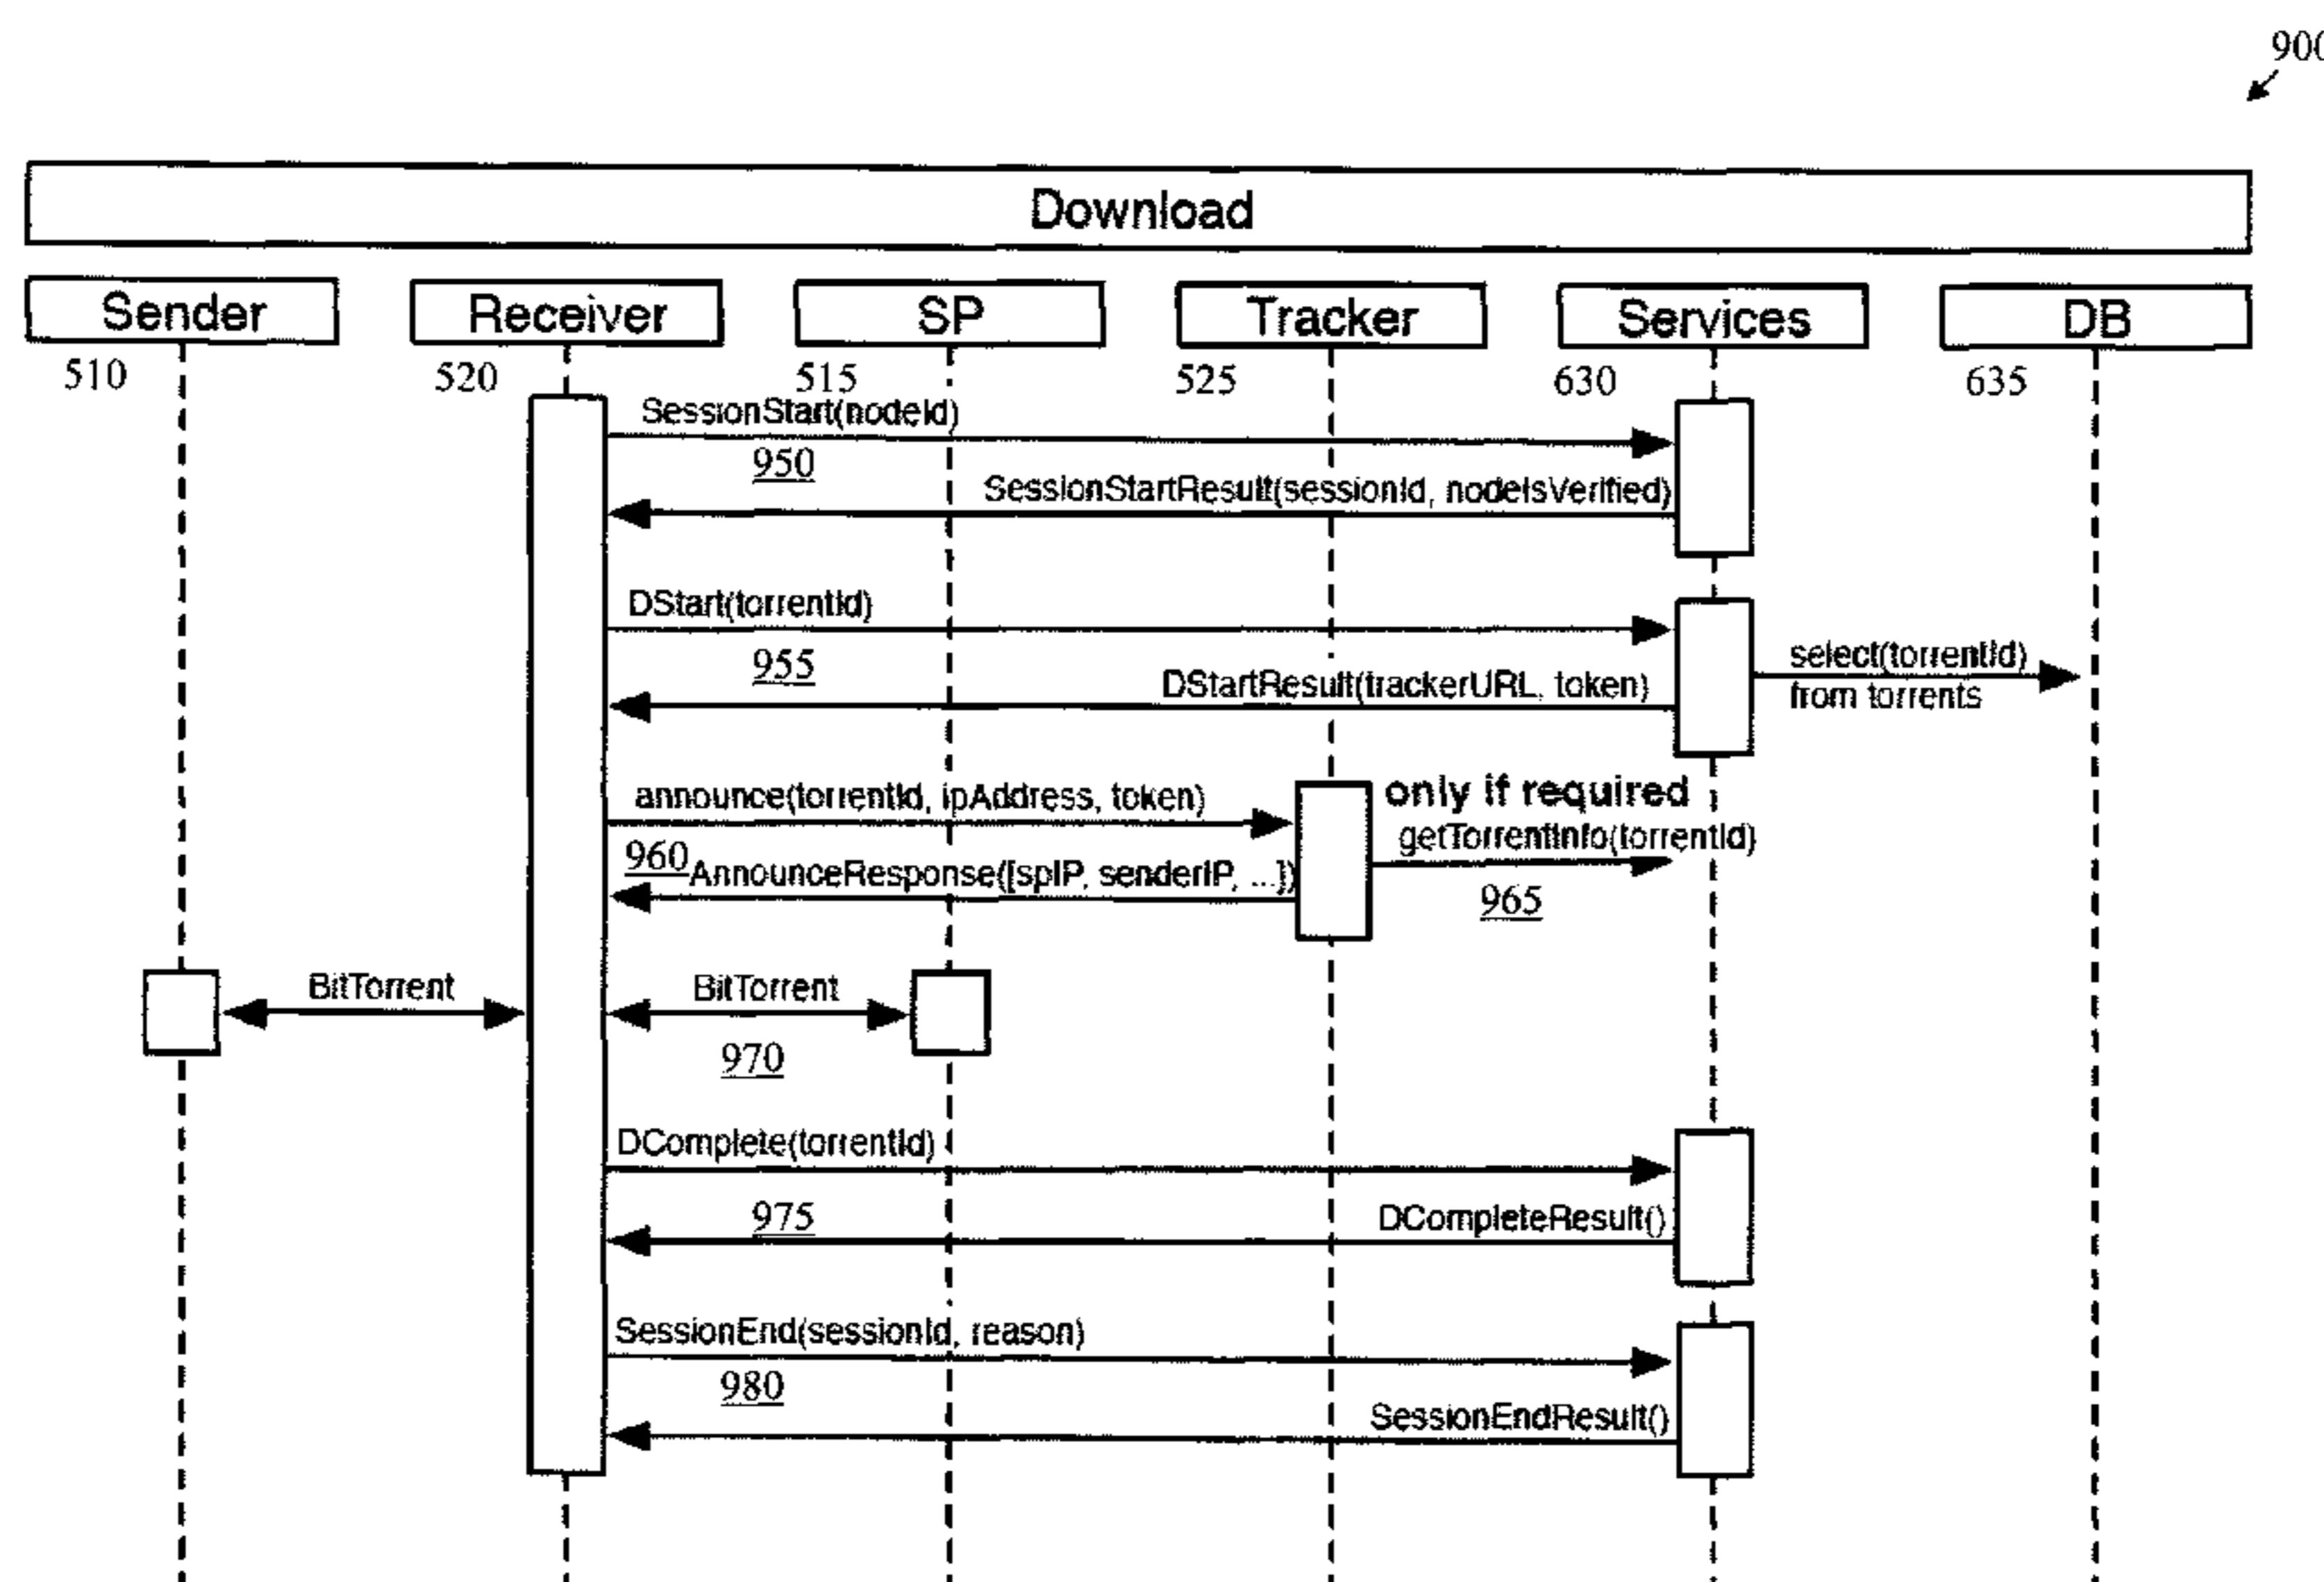 900
Download
Sender
Receiver
SP
Tracker
Services
DB
510
520
515
525
630
635
SessionStart(nodeId)
950
SessionStartResult(sessionId, nodeIsVerified)
DStart(torrentId)
955
select(torrentId)
from torrents
DStartResult(trackerURL, token)
announce(torrentId, ipAddress, token)
only if required
getTorrentInfo(torrentId)
960
AnnounceResponse([spIP, senderIP, ...])
965
BitTorrent
BitTorrent
970
DComplete(torrentId)
975
DCompleteResult()
SessionEnd(sessionId, reason)
980
SessionEndResult()